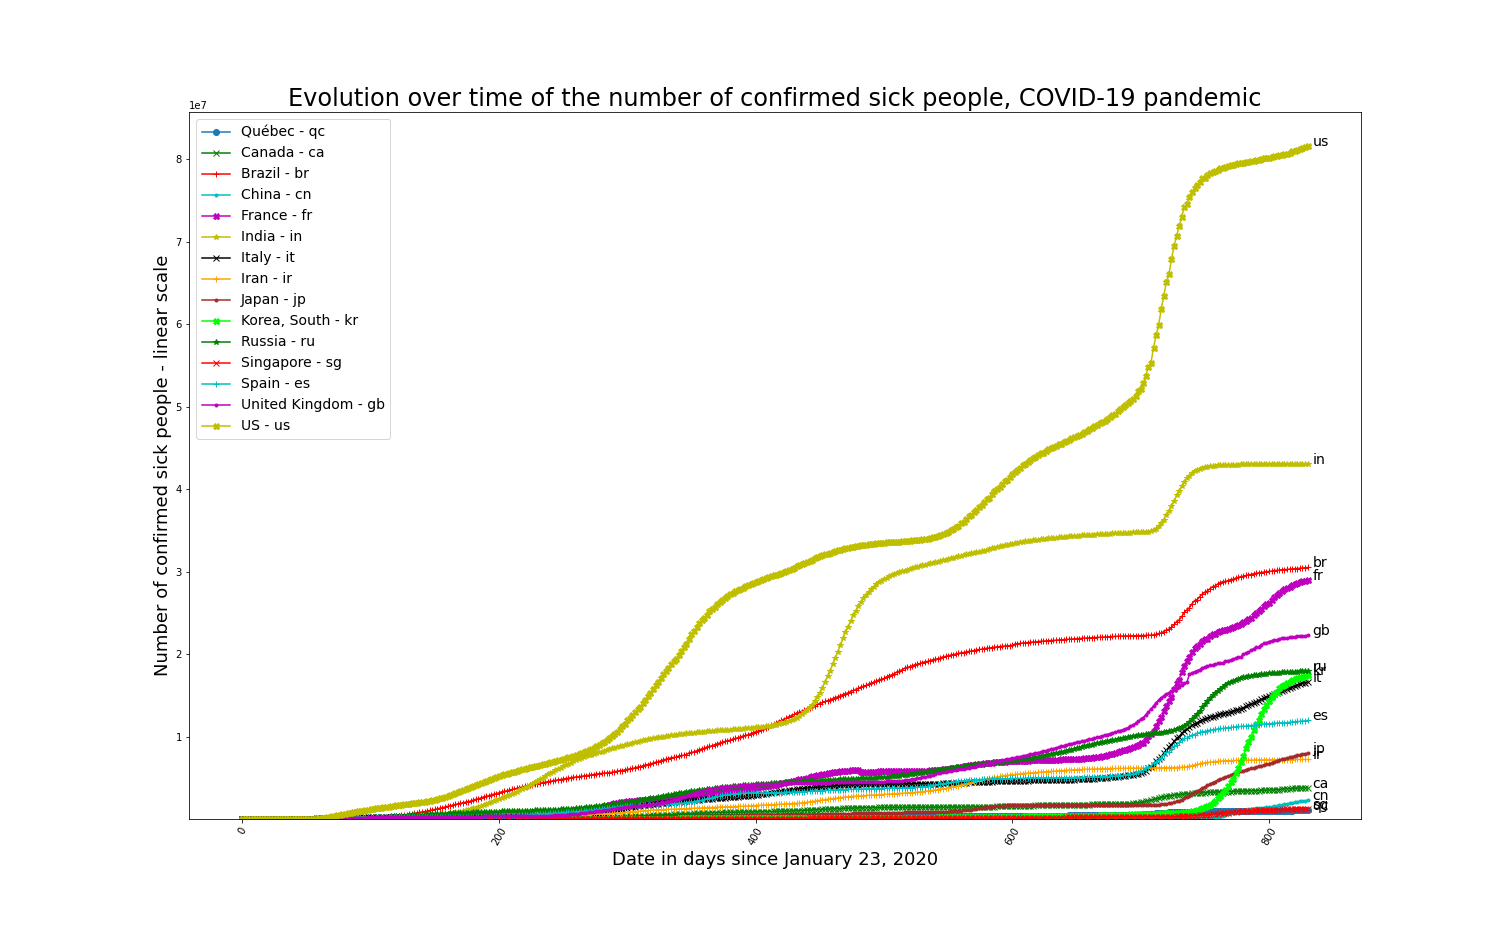 Evolution over time of the number of confirmed sick people, COVID-19 pandemic
1e7
Québec - qc
Canada - ca
Brazil - br
China - cn
France - fr
India - in
Italy - it
Iran - ir
Japan - jp
Korea, South - kr
Russia - ru
Singapore - sg
Spain - es
United Kingdom - gb
US - us
8
7
6
5
4
3
2
1
Number of confirmed sick people - linear scale
us
in
br
fr
gb
ru
it
es
jp
ir
ca
cn
0
200
400
600
800
Date in days since January 23, 2020